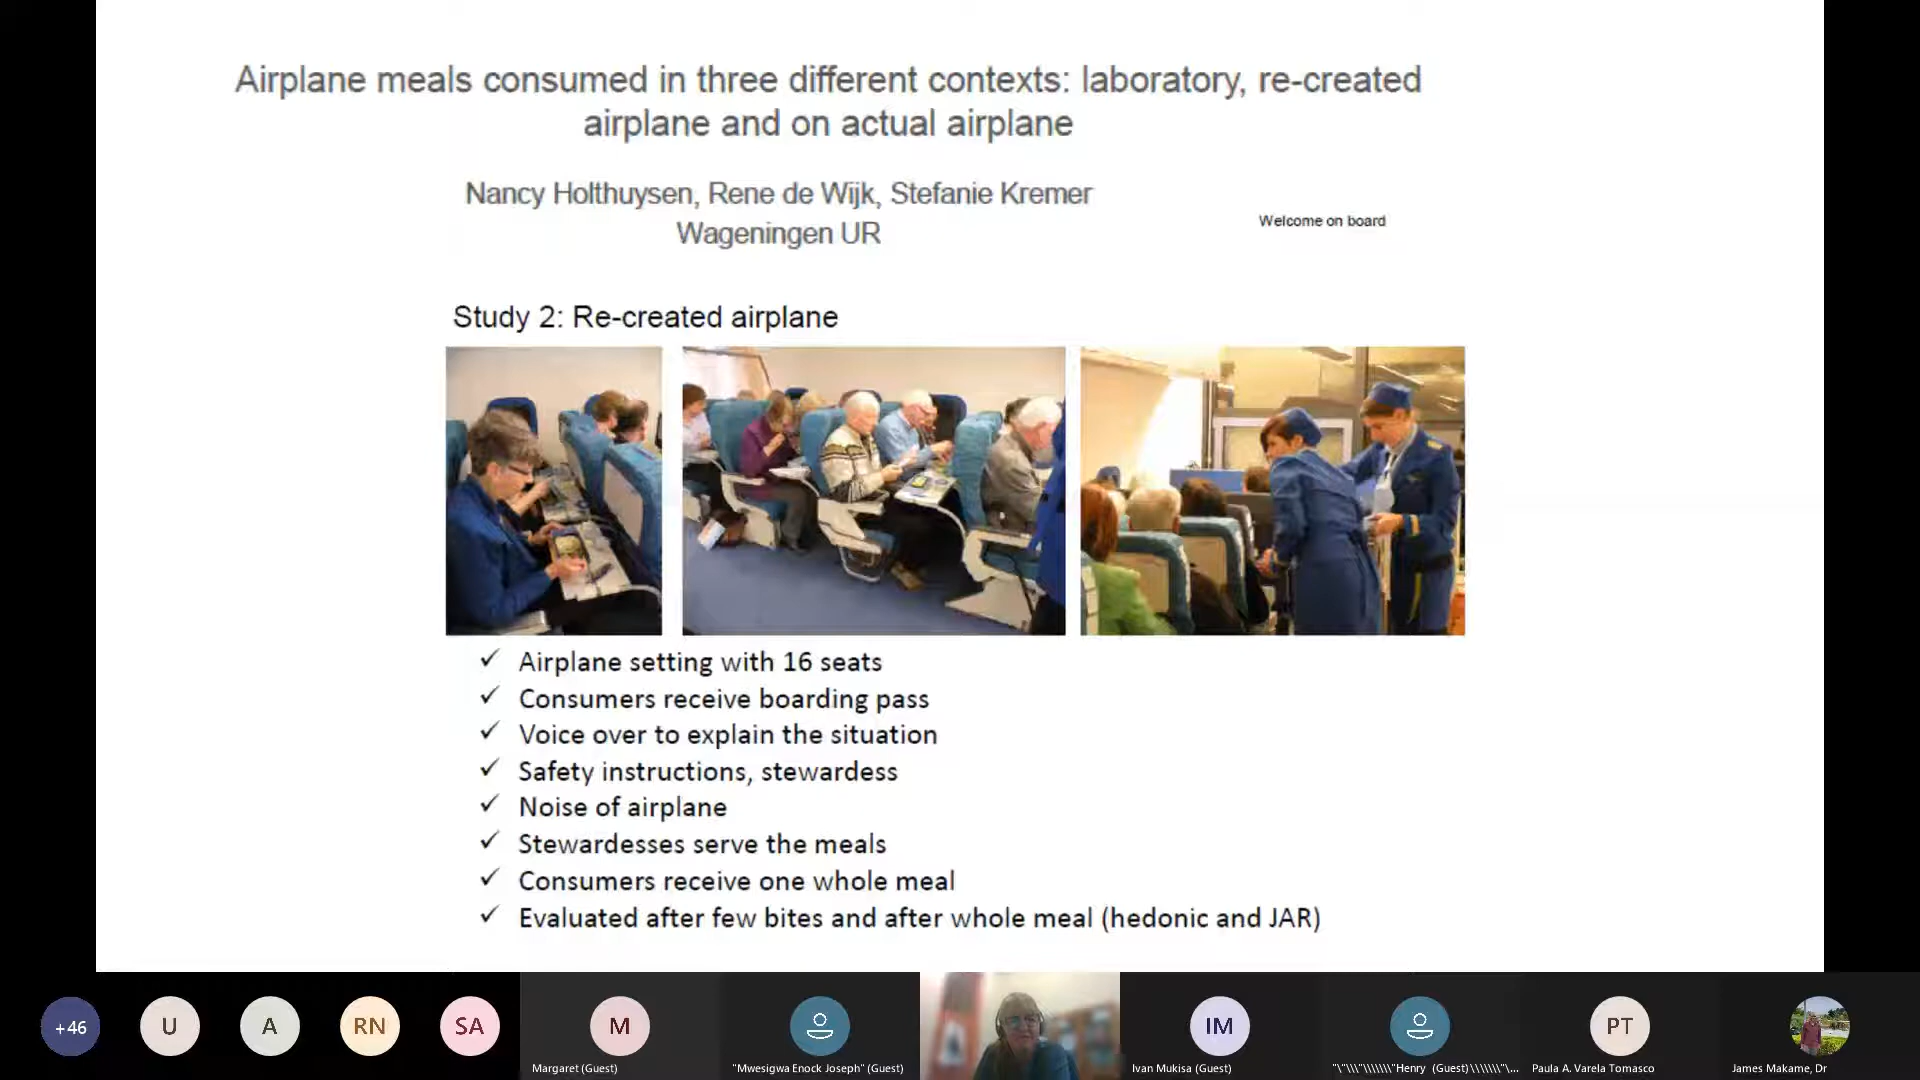 Airplane meals consumed in three different contexts: laboratory, re-created
airplane and on actual airplane
Nancy Holthuysen, Rene de Wijk, Stefanie Kremer
Wageningen UR
Welcome on board
Study 2: Re-created airplane
✓ Airplane setting with 16 seats
✓ Consumers receive boarding pass
✓ Voice over to explain the situation
✓ Safety instructions, stewardess
✓ Noise of airplane
✓ Stewardesses serve the meals
✓ Consumers receive one whole meal
✓ Evaluated after few bites and after whole meal (hedonic and JAR)
+46
U
A
RN
SA
M
IM
PT
Margaret (Guest)
"Mwesigwa Enock Joseph" (Guest)
Ivan Mukisa (Guest)
"\"\\\"\\\\\\\"Henry (Guest)\\\\\\\"\...
Paula A. Varela Tomasco
James Makame, Dr